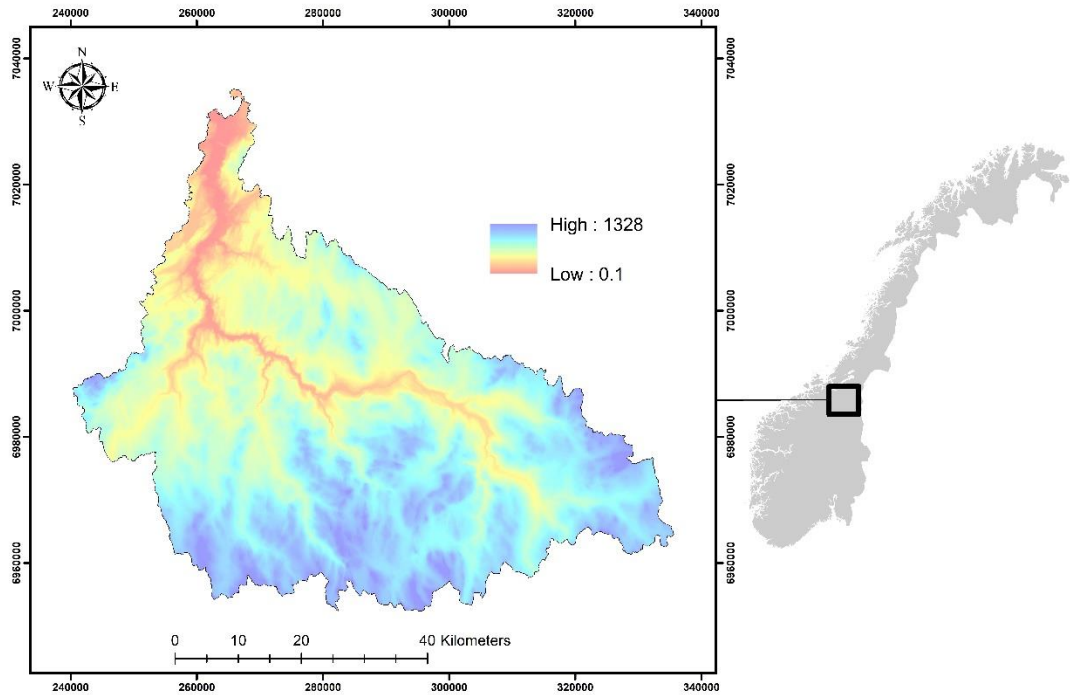 240000 260000 280000 300000 320000 340000
7040000 7040000
N
W E
S
7020000 7020000
High : 1328
Low : 0.1
7000000 7000000
6980000 6980000
6960000 6960000
0 10 20 40 Kilometers
240000 260000 280000 300000 320000 340000